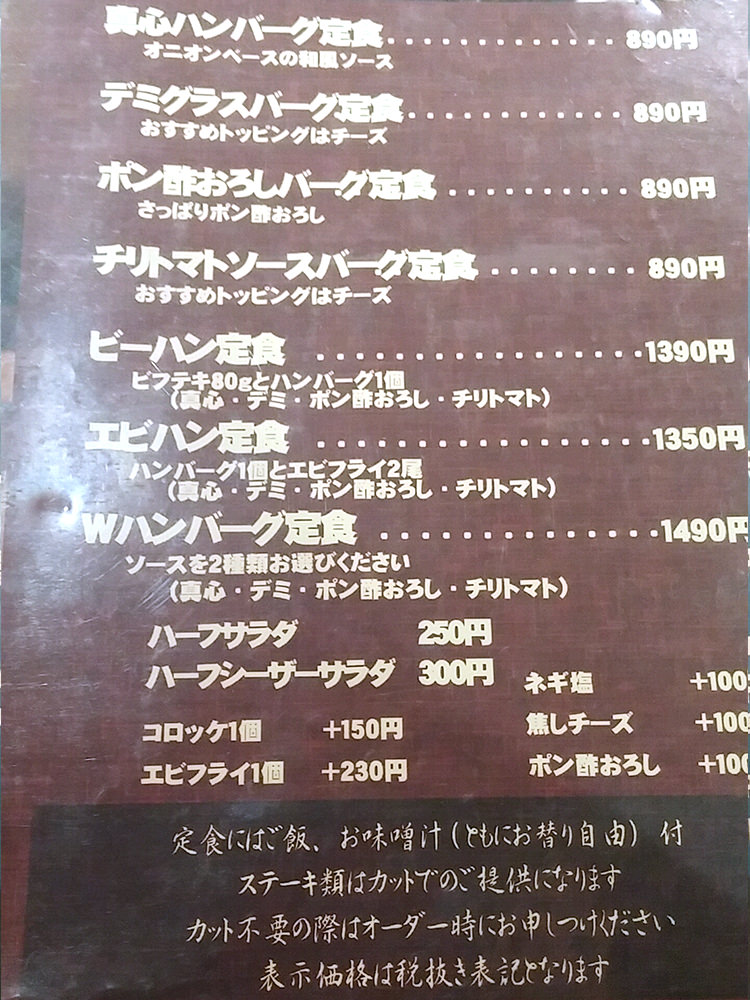 真心ハンバーグ定食.................890円
オニオンベースの和風ソース
デミグラスバーグ定食...............890円
おすすめトッピングはチーズ
ポン酢おろしバーグ定食............890円
さっぱりポン酢おろし
チリトマトソースバーグ定食..........890円
おすすめトッピングはチーズ
ビーハン定食 ......................1390円
ビフテキ80gとハンバーグ1個
(真心・デミ・ポン酢おろし・チリトマト)
エビハン定食 ......................1350円
ハンバーグ1個とエビフライ2尾
(真心・デミ・ポン酢おろし・チリトマト)
Wハンバーグ定食 ..................1490円
ソースを2種類お選びください
(真心・デミ・ポン酢おろし・チリトマト)
ハーフサラダ 250円
ハーフシーザーサラダ 300円
ネギ塩 +100
コロッケ1個 +150円
焦しチーズ +100
エビフライ1個 +230円
ポン酢おろし +100
定食にはご飯、お味噌汁(ともにお替り自由)付
ステーキ類はカットでのご提供になります
カット不要の際はオーダー時にお申しつけください
表示価格は税抜き表記となります